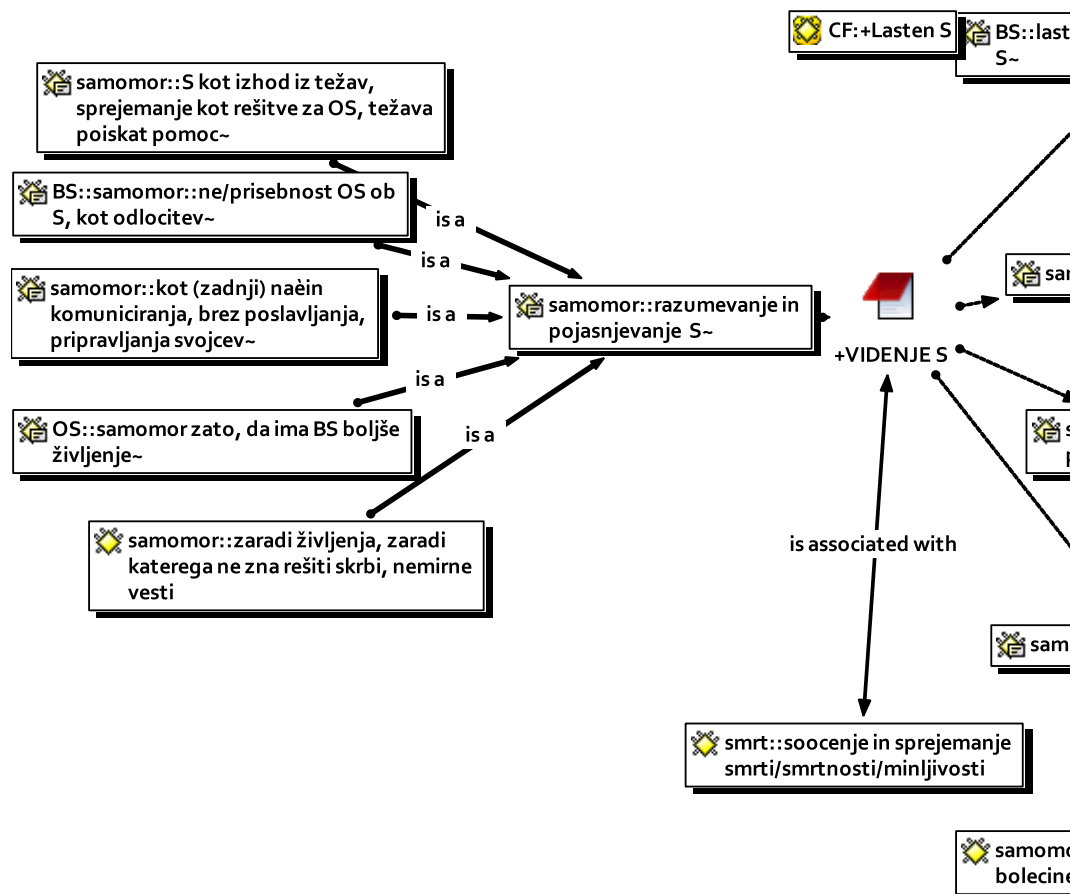 CF:+Lasten S
BS::last
S~
samomor::S kot izhod iz težav,
sprejemanje kot rešitve za OS, težava
poiskat pomoc~
BS::samomor::ne/prisebnost OS ob
S, kot odlocitev~
is a
is a
samomor::kot (zadnji) naèin
komuniciranja, brez poslavljanja,
pripravljanja svojcev~
is a
samomor::razumevanje in
pojasnjevanje S~
+VIDENJE S
is a
OS::samomor zato, da ima BS boljše
življenje~
is a
samomor::zaradi življenja, zaradi
katerega ne zna rešiti skrbi, nemirne
vesti
is associated with
sam
smrt::soocenje in sprejemanje
smrti/smrtnosti/minljivosti
samomo
bolecine